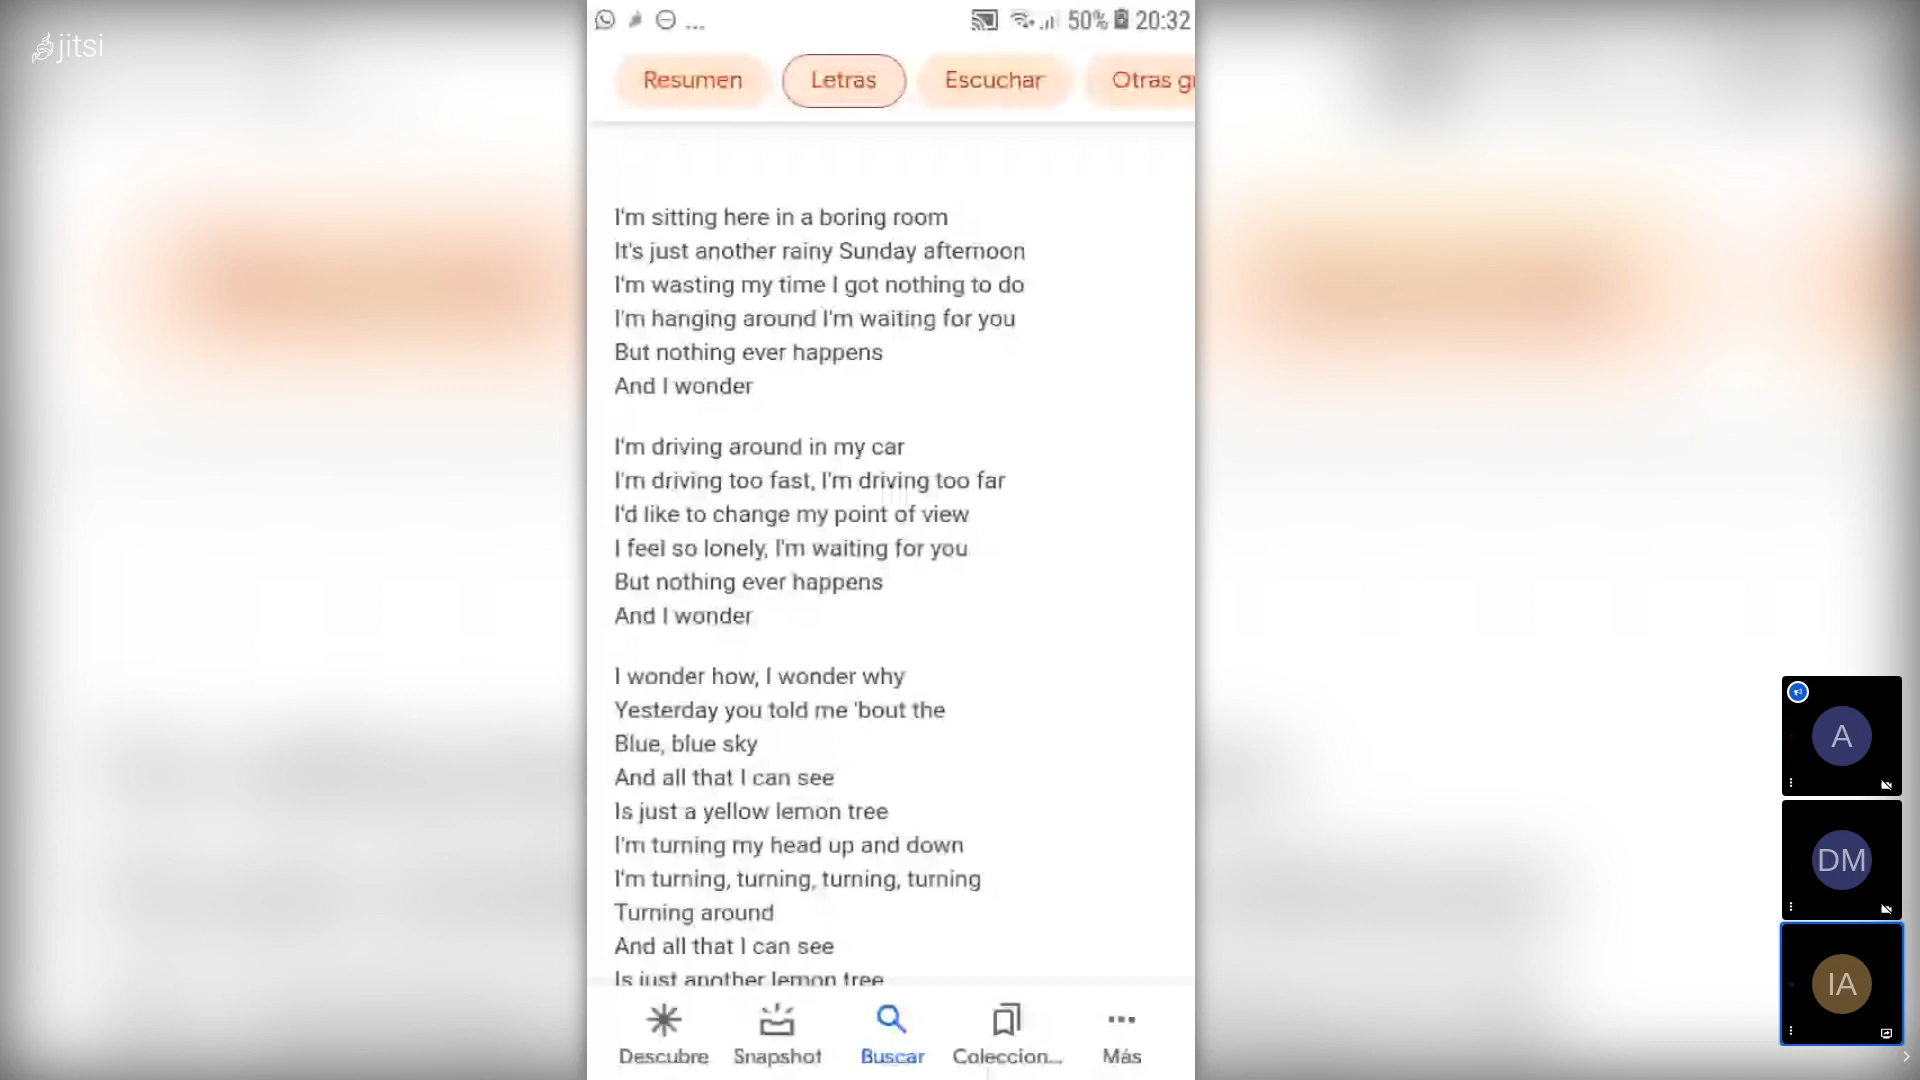 jitsi
... 50% 20:32
Resumen Letras Escuchar Otras
I'm sitting here in a boring room
It's just another rainy Sunday afternoon
I'm wasting my time I got nothing to do
I'm hanging around I'm waiting for you
But nothing ever happens
And I wonder
I'm driving around in my car
I'm driving too fast, I'm driving too far
I'd like to change my point of view
I feel so lonely, I'm waiting for you
But nothing ever happens
And I wonder
I wonder how, I wonder why
Yesterday you told me 'bout the
Blue, blue sky
And all that I can see
Is just a yellow lemon tree
I'm turning my head up and down
I'm turning, turning, turning, turning
Turning around
And all that I can see
Is just another lemon tree
Descubre Snapshot Buscar Coleccion... Más
A
DM
IA